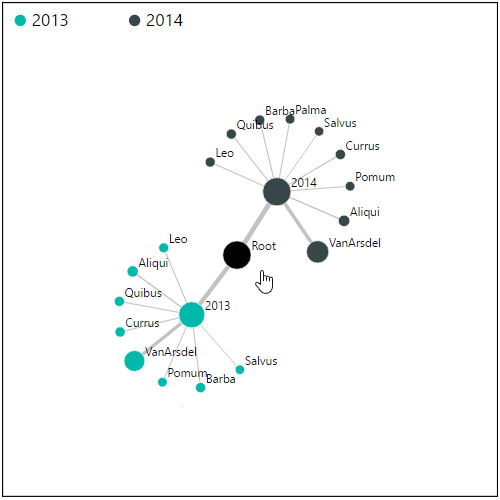 2013
2014
Barba
Palma
Quibus
Salvus
Leo
Currus
Pomum
2014
Aliqui
VanArsdel
Root
Leo
Aliqui
Quibus
2013
Currus
VanArsdel
Salvus
Pomum
Barba